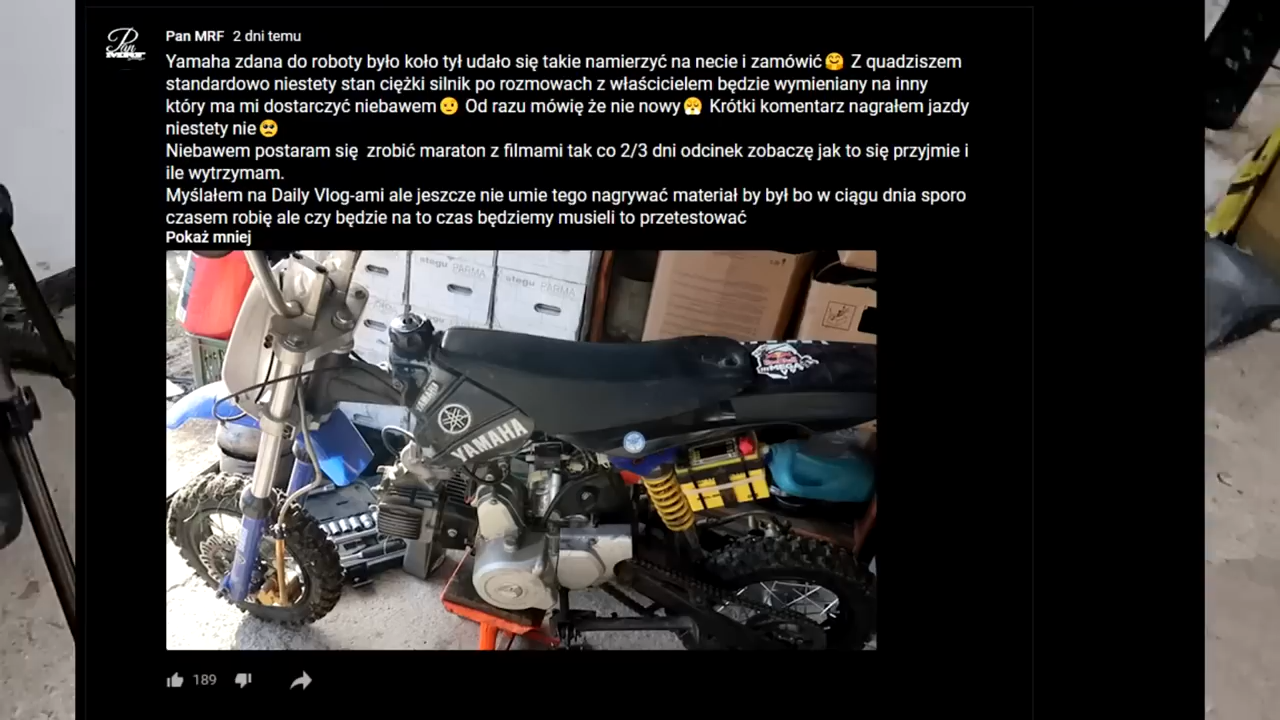 Pan MRF 2 dni temu
Yamaha zdana do roboty było koło tył udało się takie namierzyć na necie i zamówić🤗 Z quadziszem
standardowo niestety stan ciężki silnik po rozmowach z właścicielem będzie wymieniany na inny
który ma mi dostarczyć niebawem😟 Od razu mówię że nie nowy😤 Krótki komentarz nagrałem jazdy
niestety nie🥺
Niebawem postaram się zrobić maraton z filmami tak co 2/3 dni odcinek zobaczę jak to się przyjmie i
ile wytrzymam.
Myślałem na Daily Vlog-ami ale jeszcze nie umie tego nagrywać materiał by był bo w ciągu dnia sporo
czasem robię ale czy będzie na to czas będziemy musieli to przetestować
Pokaż mniej
stegu PARMA
stegu PARMA
YAMAHA
YAMAHA
189